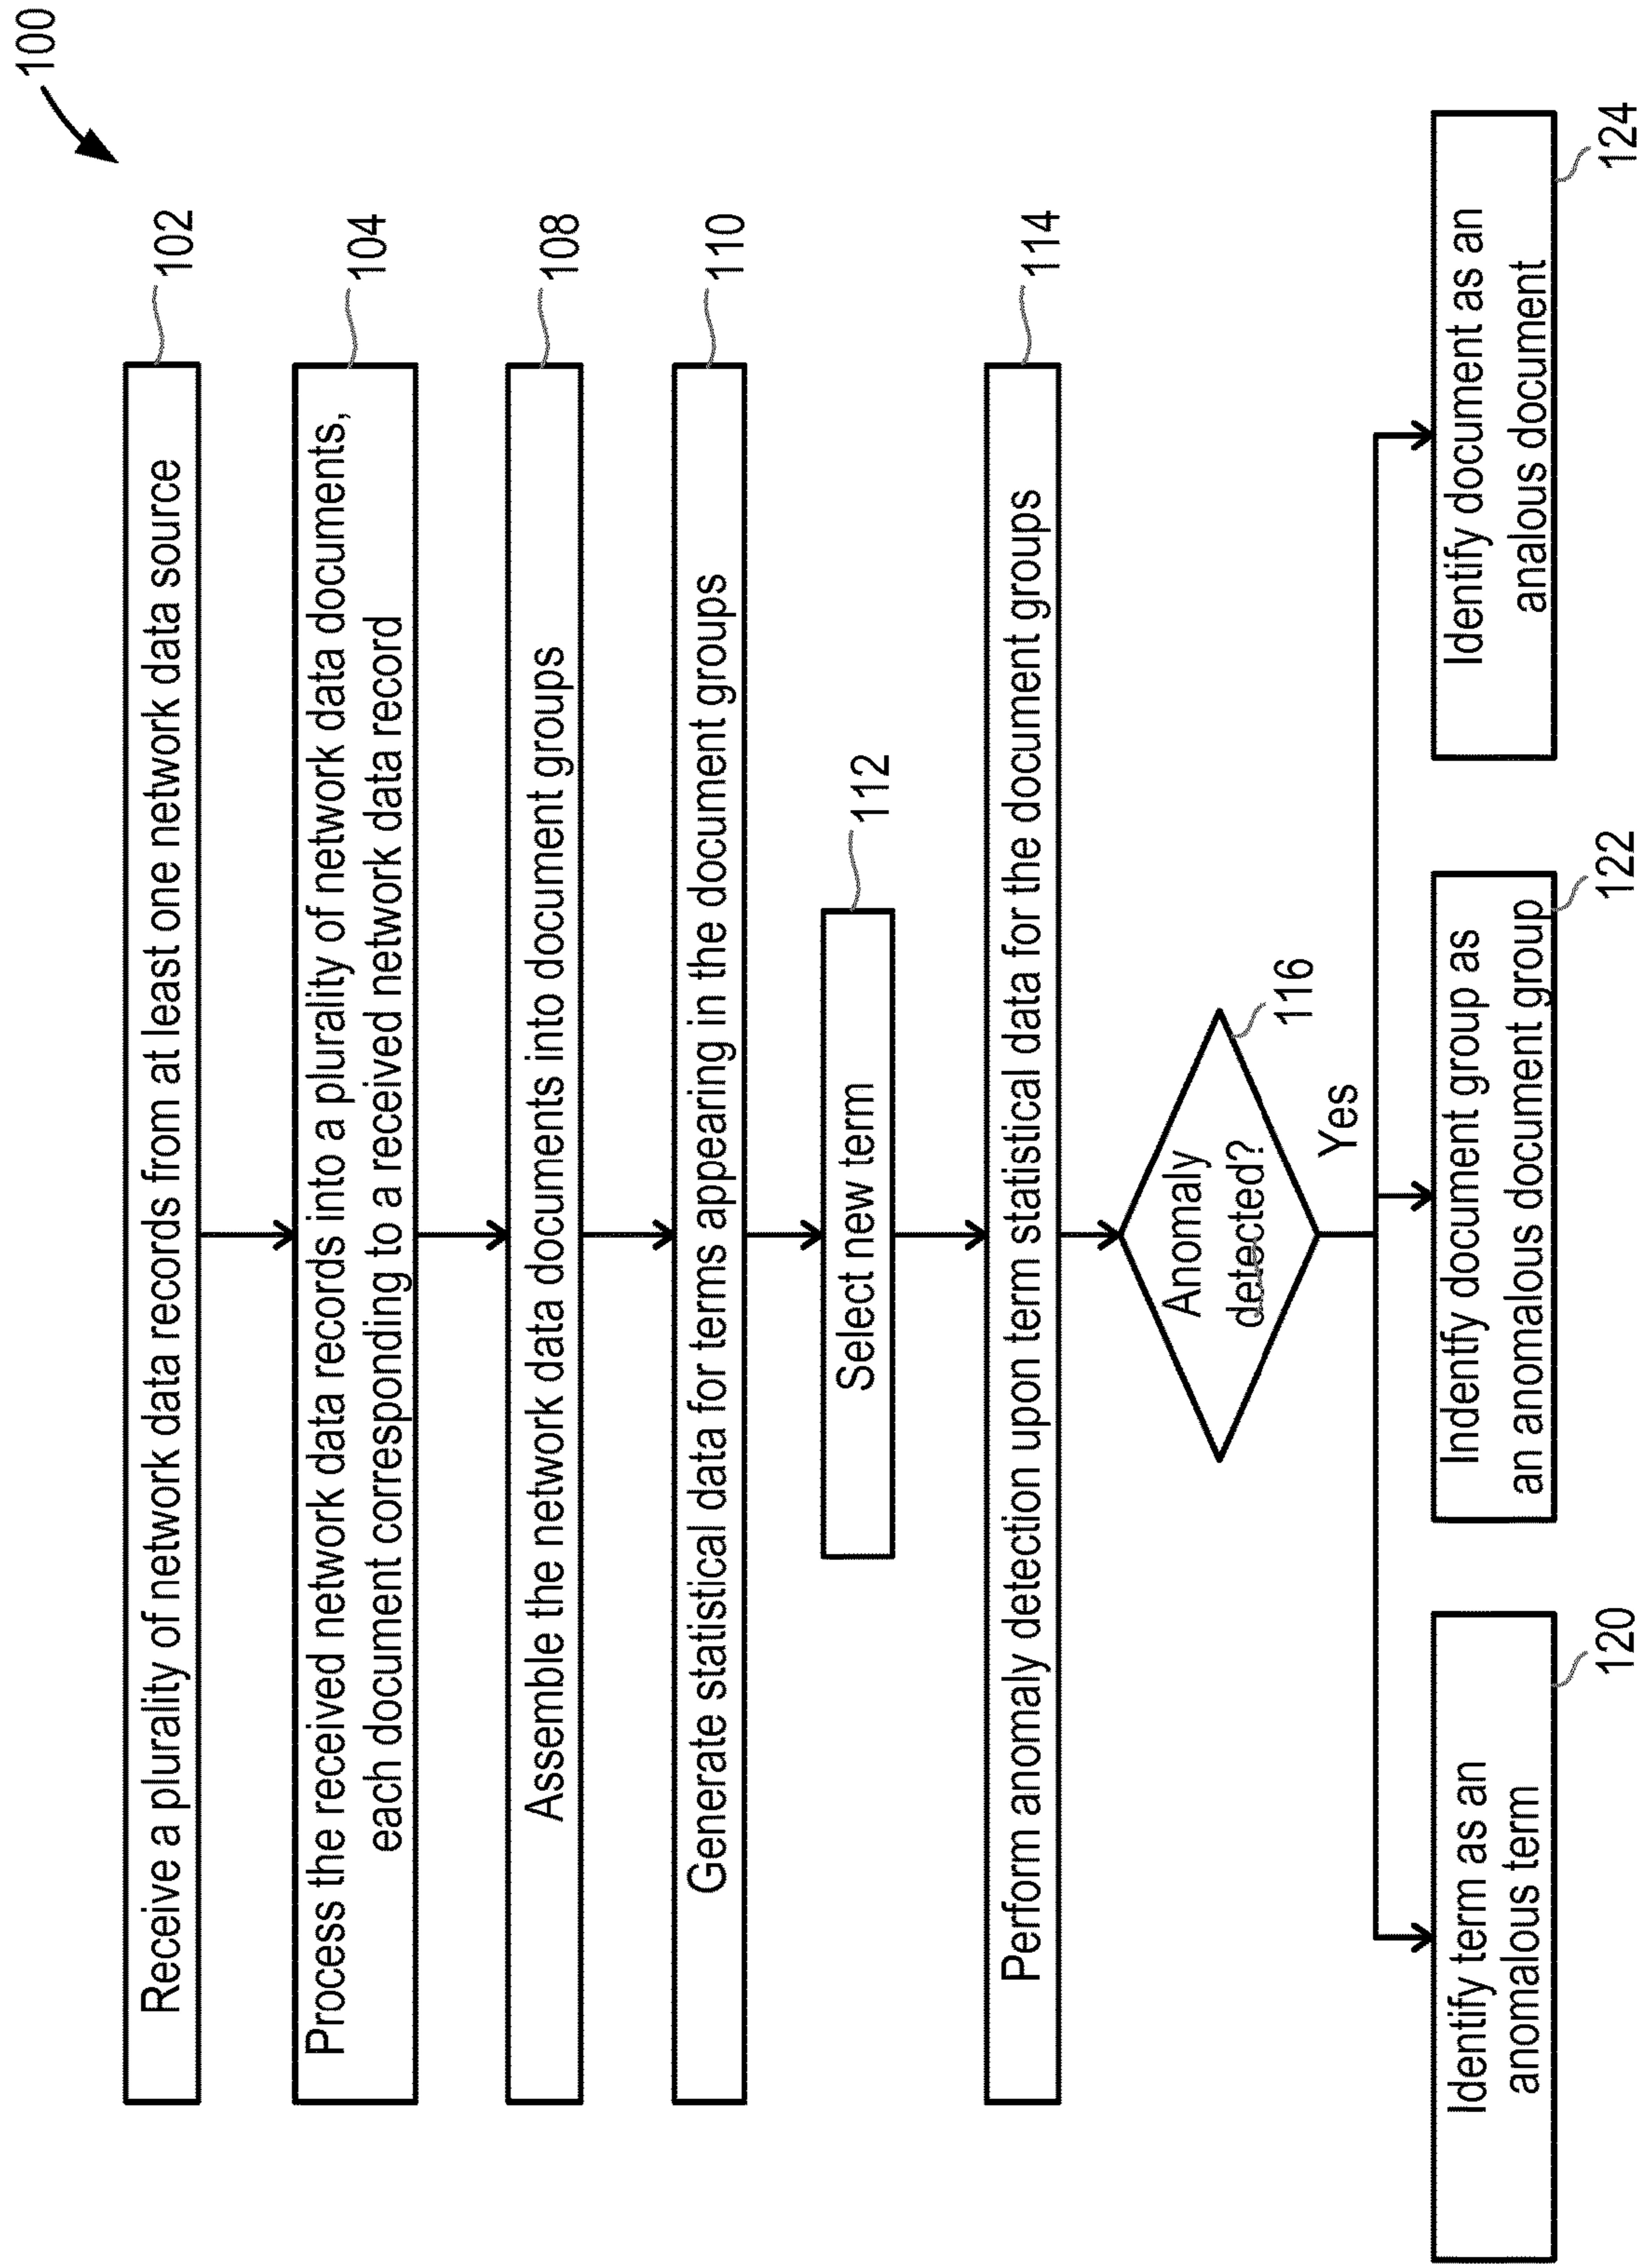 100
Receive a plurality of network data records from at least one network data source
102
Process the received network data records into a plurality of network data documents,
each document corresponding to a received network data record
104
Assemble the network data documents into document groups
108
Generate statistical data for terms appearing in the document groups
110
Select new term
112
Perform anomaly detection upon term statistical data for the document groups
114
Anomaly
detected?
116
Yes
Identify term as an
anomalous term
120
Indentify document group as
an anomalous document group
122
Identify document as an
analous document
124